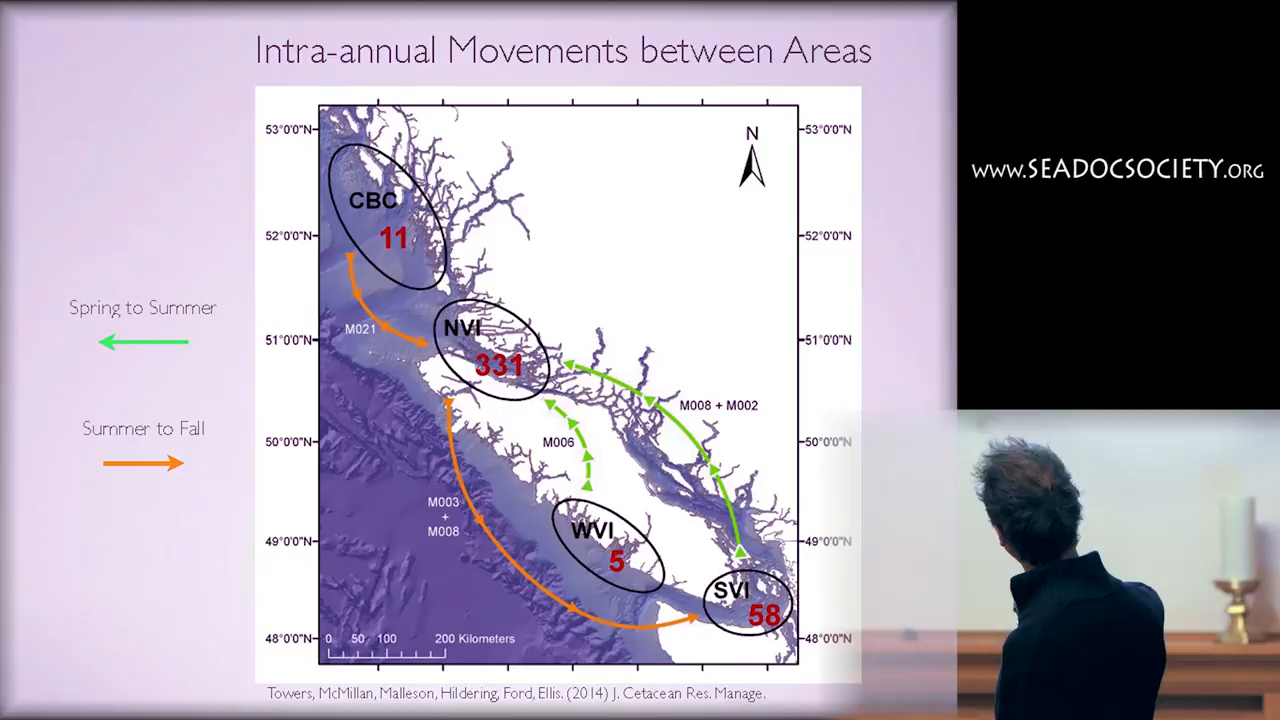 Intra-annual Movements between Areas
www.SEADOCSOCIETY.ORG
53°0'0"N
53°0'0"N
N
CBC
11
52°0'0"N
52°0'0"N
Spring to Summer
M021
NVI
331
51°0'0"N
51°0'0"N
M008 + M002
Summer to Fall
M006
50°0'0"N
50°0'0"N
M003
+
M008
WVI
5
49°0'0"N
49°0'0"N
SVI
58
48°0'0"N
48°0'0"N
0 50 100 200 Kilometers
Towers, McMillan, Malleson, Hildering, Ford, Ellis. (2014) J. Cetacean Res. Manage.